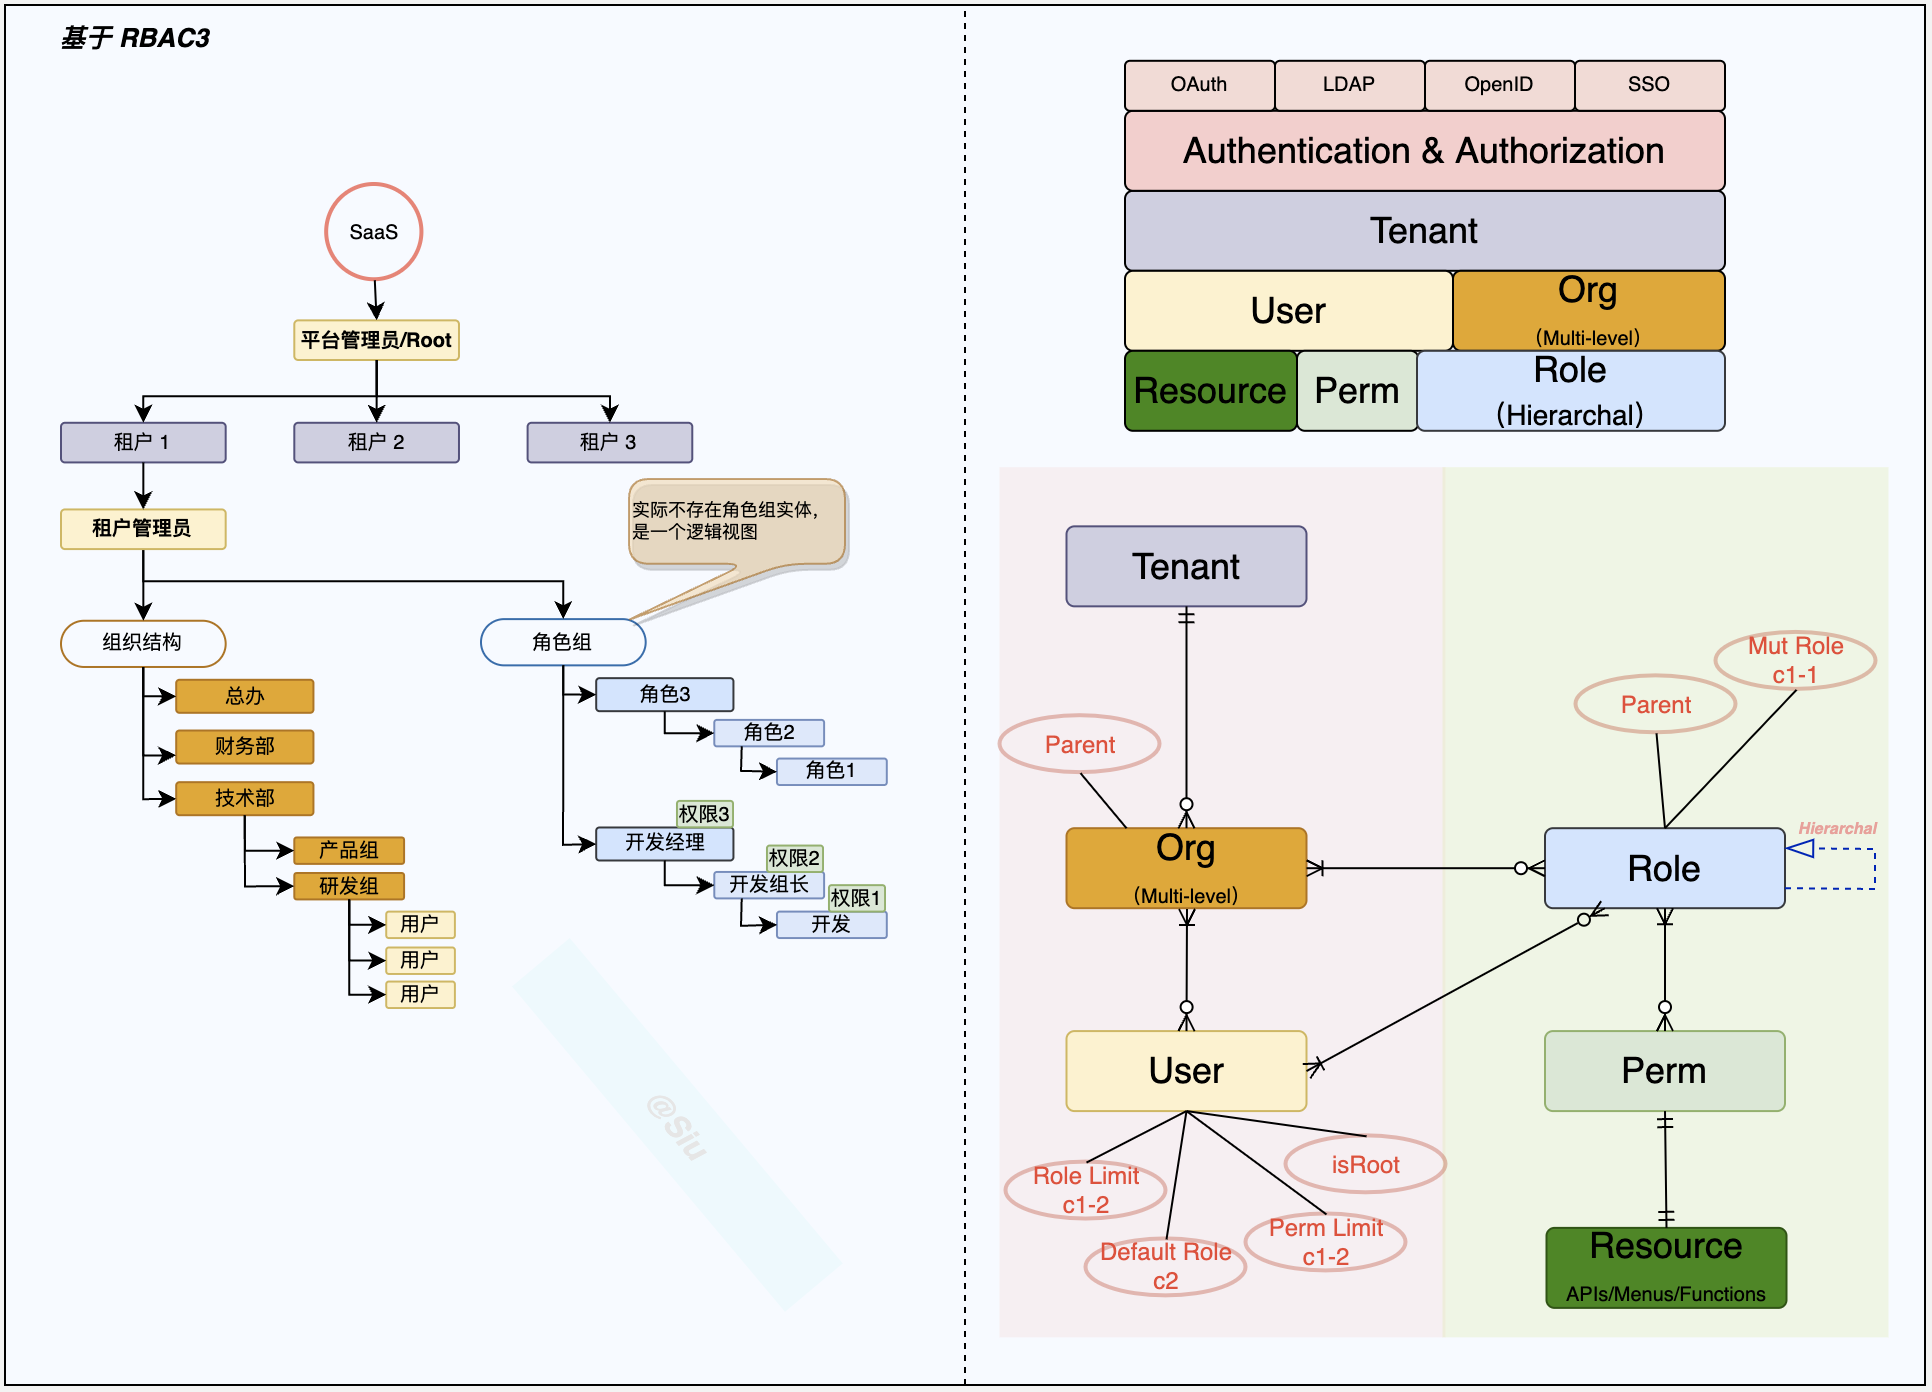 基于 RBAC3
SaaS
平台管理员/Root
租户 1
租户 2
租户 3
租户管理员
实际不存在角色组实体，
是一个逻辑视图
组织结构
角色组
总办
财务部
技术部
产品组
研发组
用户
用户
用户
角色3
角色2
角色1
权限3
开发经理
权限2
开发组长
权限1
开发
@Siu
OAuth
LDAP
OpenID
SSO
Authentication & Authorization
Tenant
User
Org
（Multi-level）
Resource
Perm
Role
（Hierarchal）
Tenant
Mut Role
c1-1
Parent
Parent
Hierarchal
Org
（Multi-level）
Role
User
Perm
isRoot
Role Limit
c1-2
Perm Limit
c1-2
Default Role
c2
Resource
APIs/Menus/Functions